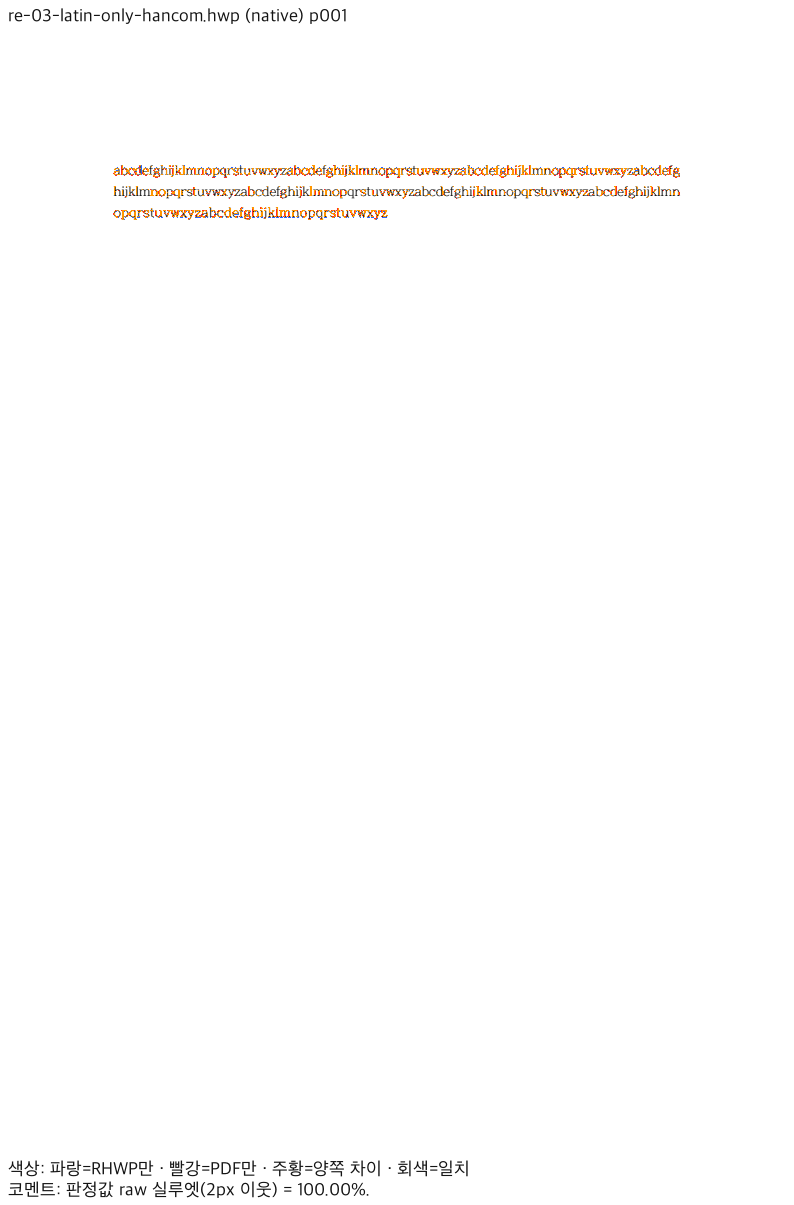 re-03-latin-only-hancom.hwp (native) p001
abcdefghijklmnopqrstuvwxyzabcdefghijklmnopqrstuvwxyzabcdefghijklmnopqrstuvwxyzabcdefg
hijklmnopqrstuvwxyzabcdefghijklmnopqrstuvwxyzabcdefghijklmnopqrstuvwxyzabcdefghijklmn
opqrstuvwxyzabcdefghijklmnopqrstuvwxyz
색상: 파랑=RHWP만 · 빨강=PDF만 · 주황=양쪽 차이 · 회색=일치
코멘트: 판정값 raw 실루엣(2px 이웃) = 100.00%.